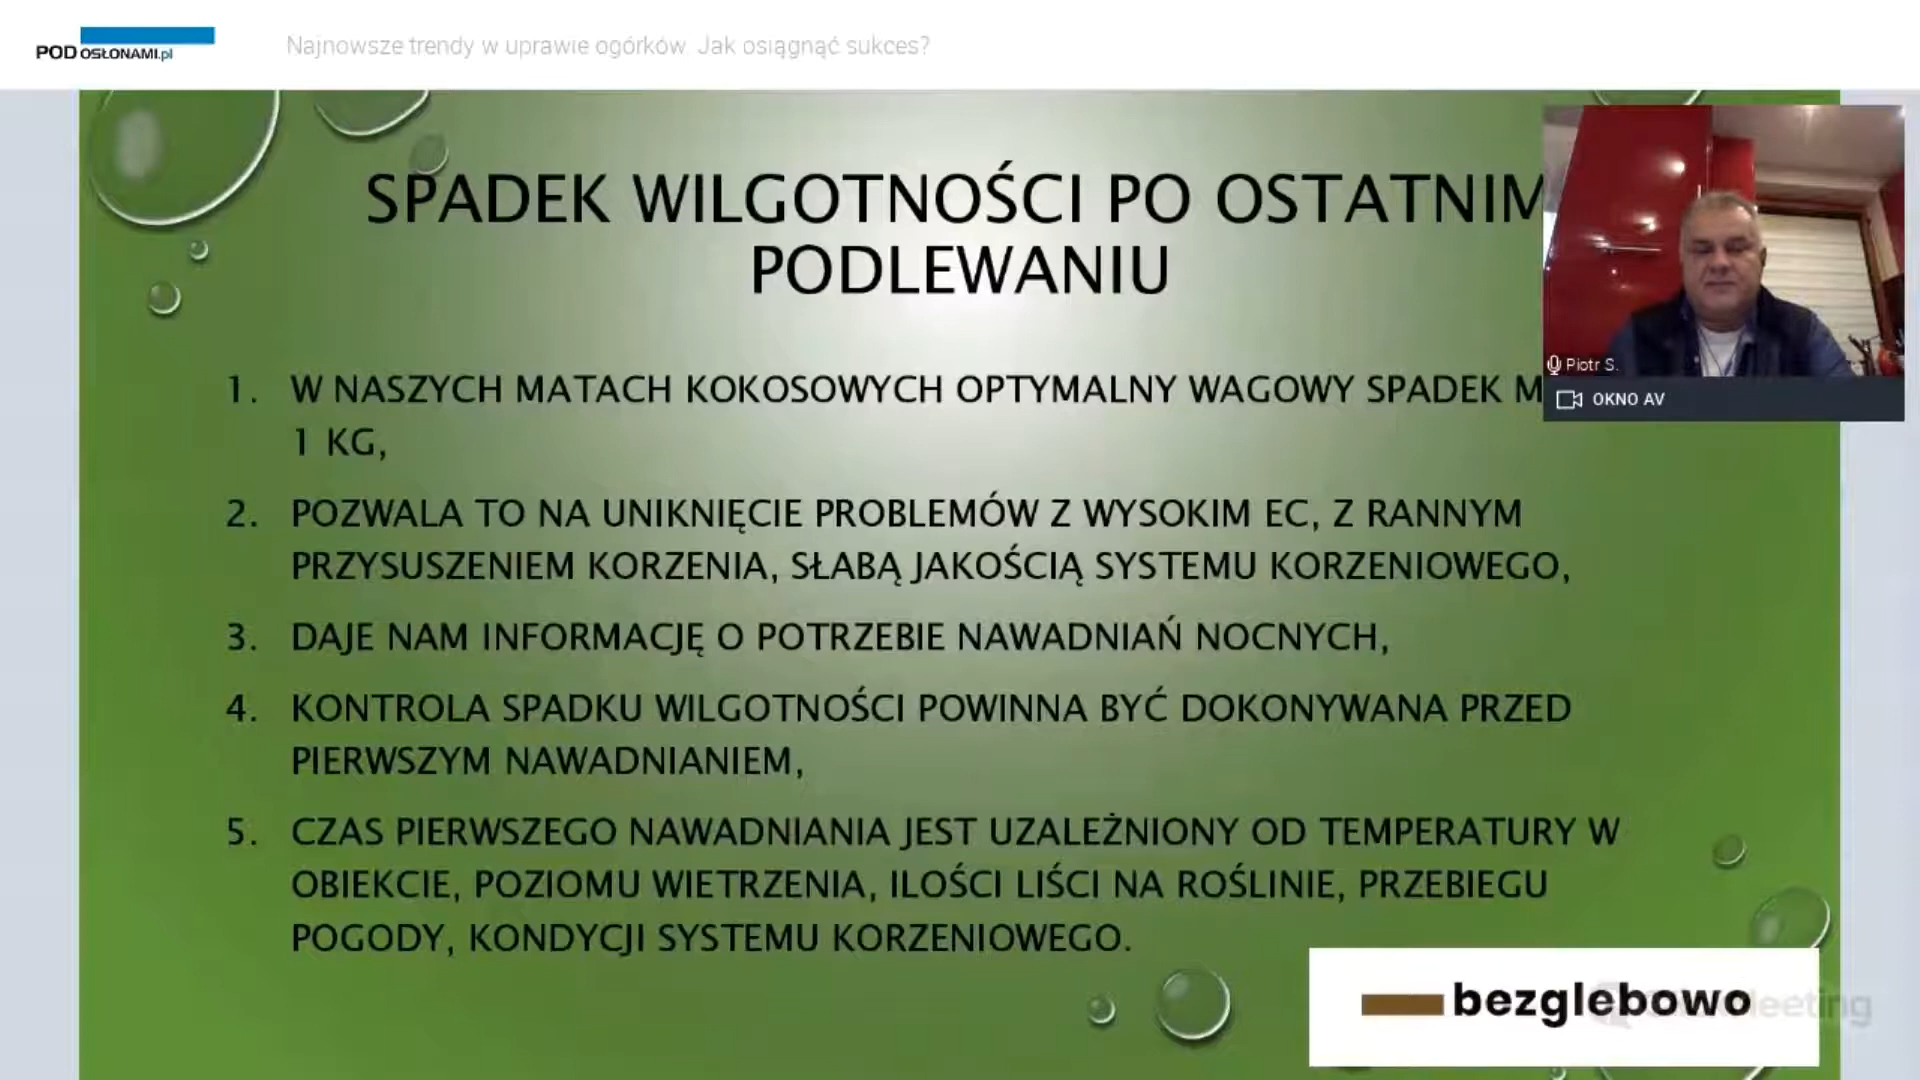 POD OSŁONAMI.pl
Najnowsze trendy w uprawie ogórków. Jak osiągnąć sukces?
SPADEK WILGOTNOŚCI PO OSTATNIM
PODLEWANIU
1. W NASZYCH MATACH KOKOSOWYCH OPTYMALNY WAGOWY SPADEK
1 KG,
2. POZWALA TO NA UNIKNIĘCIE PROBLEMÓW Z WYSOKIM EC, Z RANNYM
PRZYSUSZENIEM KORZENIA, SŁABĄ JAKOŚCIĄ SYSTEMU KORZENIOWEGO,
3. DAJE NAM INFORMACJĘ O POTRZEBIE NAWADNIAŃ NOCNYCH,
4. KONTROLA SPADKU WILGOTNOŚCI POWINNA BYĆ DOKONYWANA PRZED
PIERWSZYM NAWADNIANIEM,
5. CZAS PIERWSZEGO NAWADNIANIA JEST UZALEŻNIONY OD TEMPERATURY W
OBIEKCIE, POZIOMU WIETRZENIA, ILOŚCI LIŚCI NA ROŚLINIE, PRZEBIEGU
POGODY, KONDYCJI SYSTEMU KORZENIOWEGO.
Piotr S.
OKNO AV
bezglebowo